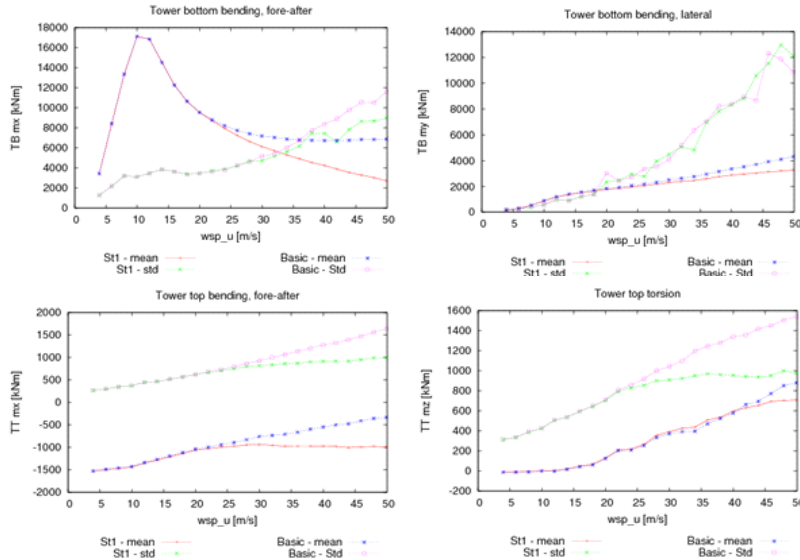 Tower bottom bending, fore-after
TB mx [kNm]
18000
16000
14000
12000
10000
8000
6000
4000
2000
0
0 5 10 15 20 25 30 35 40 45 50
wsp_u [m/s]
St1 - mean
St1 - std
Basic - mean
Basic - Std
Tower bottom bending, lateral
TB my [kNm]
14000
12000
10000
8000
6000
4000
2000
0
0 5 10 15 20 25 30 35 40 45 50
wsp_u [m/s]
St1 - mean
St1 - std
Basic - mean
Basic - Std
Tower top bending, fore-after
TT mx [kNm]
2000
1500
1000
500
0
-500
-1000
-1500
-2000
0 5 10 15 20 25 30 35 40 45 50
wsp_u [m/s]
St1 - mean
St1 - std
Basic - mean
Basic - Std
Tower top torsion
TT mz [kNm]
1600
1400
1200
1000
800
600
400
200
0
-200
0 5 10 15 20 25 30 35 40 45 50
wsp_u [m/s]
St1 - mean
St1 - std
Basic - mean
Basic - Std